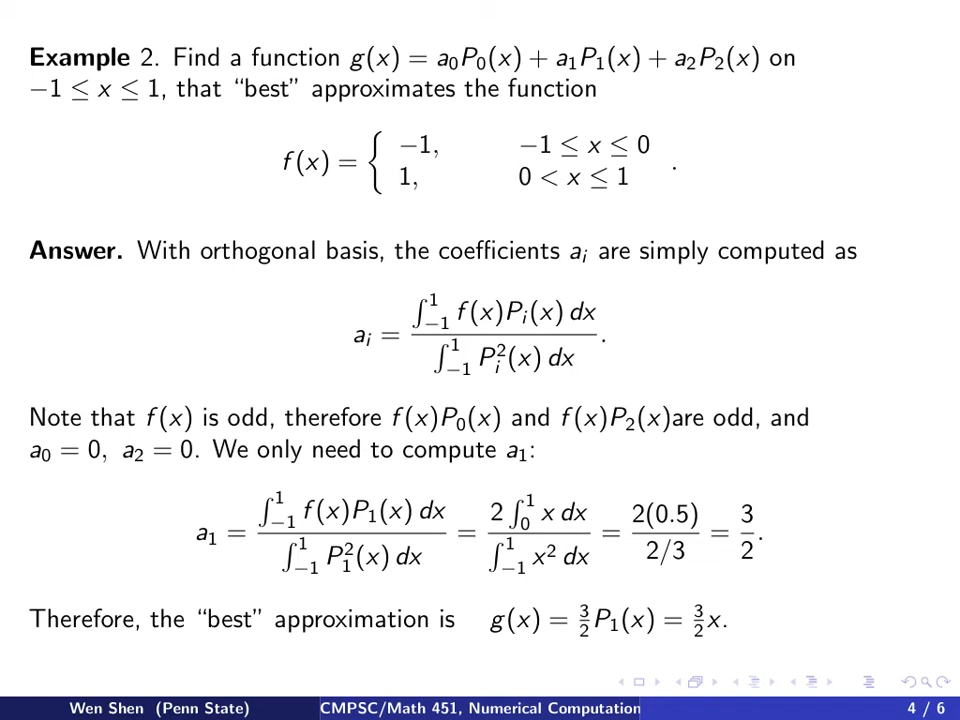 Example 2. Find a function g(x) = a₀P₀(x) + a₁P₁(x) + a₂P₂(x) on
−1 ≤ x ≤ 1, that “best” approximates the function
f(x) = { −1, −1 ≤ x ≤ 0
1, 0 < x ≤ 1 .
Answer. With orthogonal basis, the coefficients aᵢ are simply computed as
aᵢ = ∫₋₁¹ f(x)Pᵢ(x) dx / ∫₋₁¹ Pᵢ²(x) dx .
Note that f(x) is odd, therefore f(x)P₀(x) and f(x)P₂(x)are odd, and
a₀ = 0, a₂ = 0. We only need to compute a₁:
a₁ = ∫₋₁¹ f(x)P₁(x) dx / ∫₋₁¹ P₁²(x) dx = 2 ∫₀¹ x dx / ∫₋₁¹ x² dx = 2(0.5) / 2/3 = 3/2 .
Therefore, the “best” approximation is g(x) = 3/2 P₁(x) = 3/2 x.
Wen Shen (Penn State) CMPSC/Math 451, Numerical Computation 4 / 6